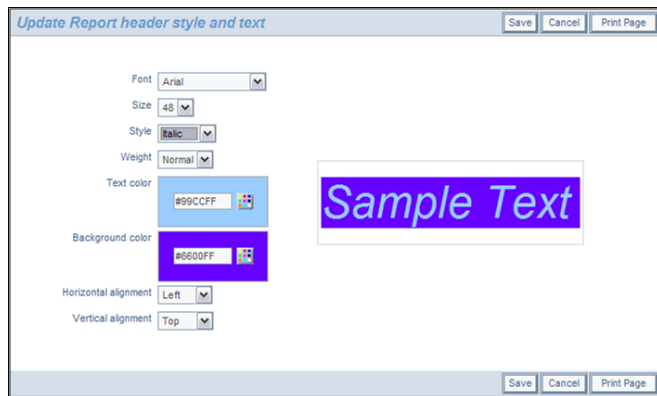 Update Report header style and text
Save Cancel Print Page
Font Arial
Size 48
Style Italic
Weight Normal
Text color
#99CCFF
Sample Text
Background color
#6600FF
Horizontal alignment Left
Vertical alignment Top
Save Cancel Print Page